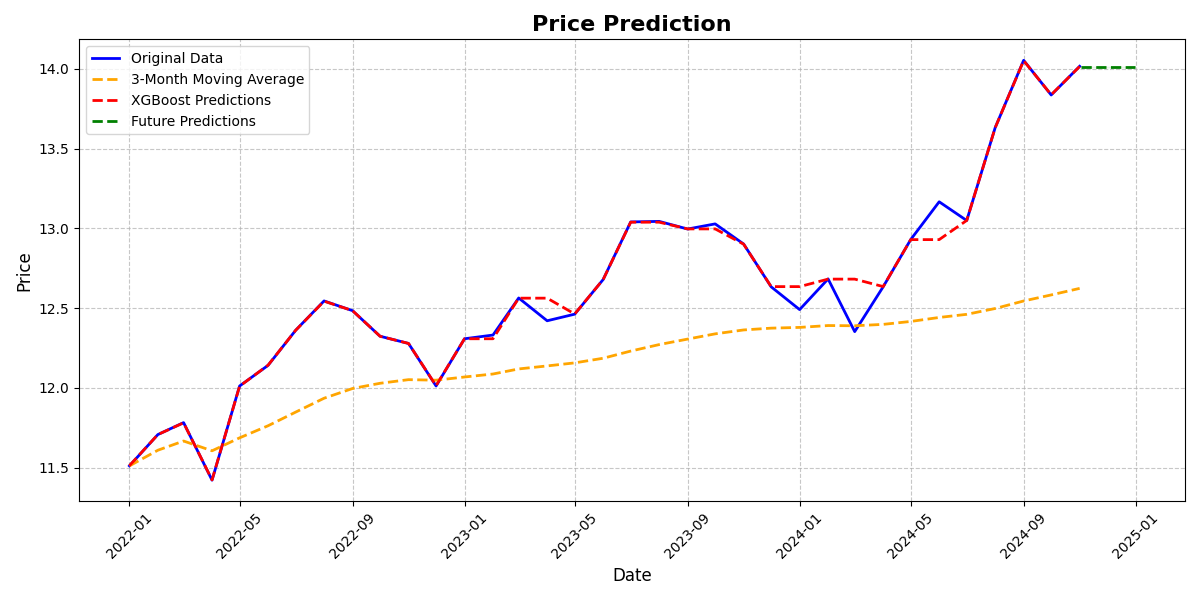 Price Prediction
Original Data
3-Month Moving Average
XGBoost Predictions
Future Predictions
Price
14.0
13.5
13.0
12.5
12.0
11.5
2022-01
2022-05
2022-09
2023-01
2023-05
2023-09
2024-01
2024-05
2024-09
2025-01
Date